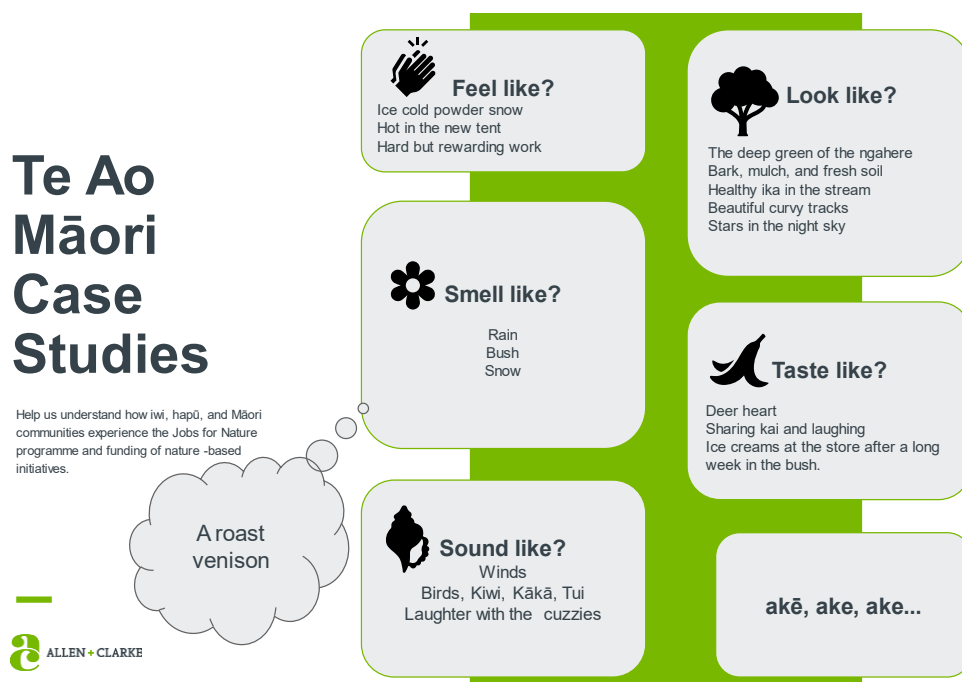 Te Ao
Māori
Case
Studies
Help us understand how iwi, hapū, and Māori
communities experience the Jobs for Nature
programme and funding of nature -based
initiatives.
A roast
venison
ALLEN + CLARKE
Feel like?
Ice cold powder snow
Hot in the new tent
Hard but rewarding work
Smell like?
Rain
Bush
Snow
Sound like?
Winds
Birds, Kiwi, Kākā, Tui
Laughter with the cuzzies
Look like?
The deep green of the ngahere
Bark, mulch, and fresh soil
Healthy ika in the stream
Beautiful curvy tracks
Stars in the night sky
Taste like?
Deer heart
Sharing kai and laughing
Ice creams at the store after a long
week in the bush.
akē, ake, ake...